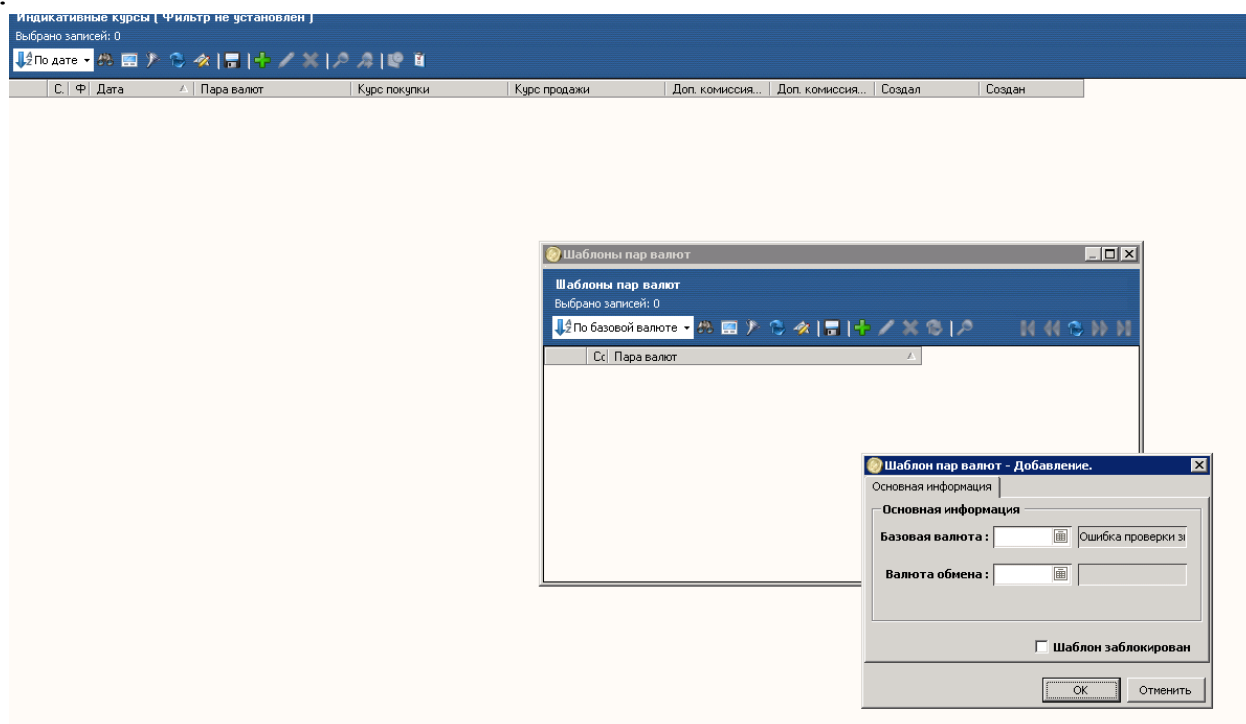 Индикативные курсы ( Фильтр не установлен )
Выбрано записей: 0
По дате
С. Ф Дата Пара валют Курс покупки Курс продажи Доп. комиссия... Доп. комиссия... Создал Создан
Шаблоны пар валют
Шаблоны пар валют
Выбрано записей: 0
По базовой валюте
Сс Пара валют
Шаблон пар валют - Добавление.
Основная информация
Основная информация
Базовая валюта : Ошибка проверки
Валюта обмена :
Шаблон заблокирован
OK Отменить